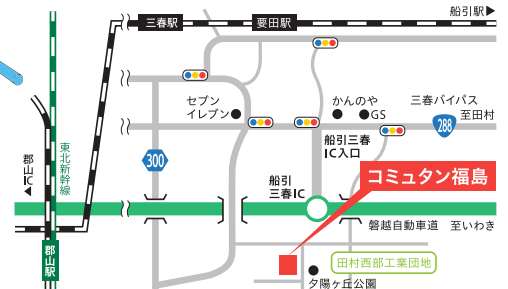 船引駅▶
三春駅
要田駅
セブン
イレブン
かんのや
GS
三春バイパス
至田村
288
船引三春
IC入口
東北新幹線
郡山IC◀
300
コミュタン福島
船引
三春IC
磐越自動車道 至いわき
郡山駅
田村西部工業団地
夕陽ヶ丘公園